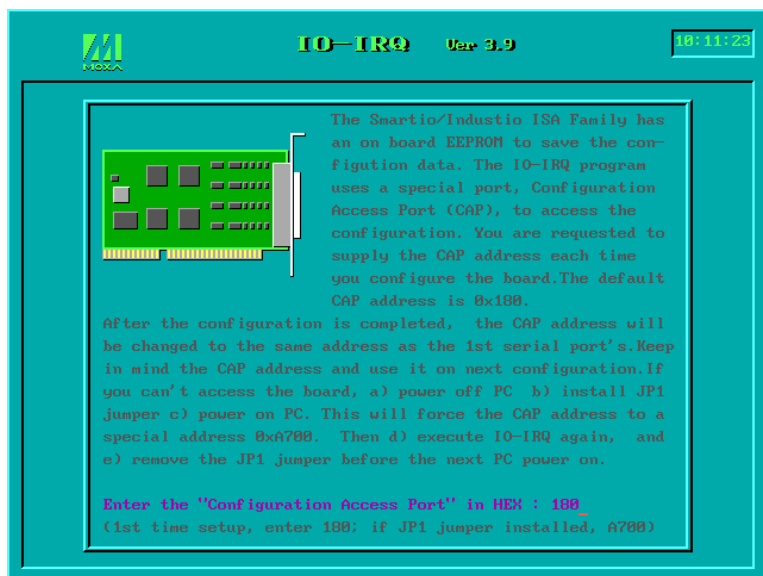 MOXA
IO-IRQ Ver 3.9
10:11:23
The Smartio/Industio ISA Family has
an on board EEPROM to save the con-
figution data. The IO-IRQ program
uses a special port, Configuration
Access Port (CAP), to access the
configuration. You are requested to
supply the CAP address each time
you configure the board.The default
CAP address is 0x180.
After the configuration is completed, the CAP address will
be changed to the same address as the 1st serial port's.Keep
in mind the CAP address and use it on next configuration.If
you can't access the board, a) power off PC b) install JP1
jumper c) power on PC. This will force the CAP address to a
special address 0xA700. Then d) execute IO-IRQ again, and
e) remove the JP1 jumper before the next PC power on.
Enter the "Configuration Access Port" in HEX : 180_
(1st time setup, enter 180; if JP1 jumper installed, A700)